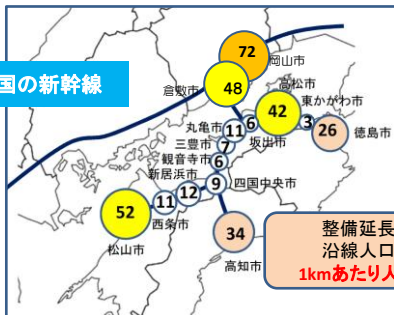 国の新幹線
72
岡山市
倉敷市
48
高松市
42
東かがわ市
丸亀市
11
6
3
26
徳島市
三豊市
7
坂出市
観音寺市
6
新居浜市
9
四国中央市
12
11
52
西条市
松山市
34
高知市
整備延長
沿線人口
1kmあたり人